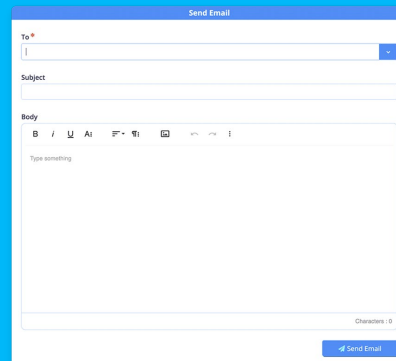 Send Email
To *
Subject
Body
B i U A
Type something
Characters : 0
Send Email